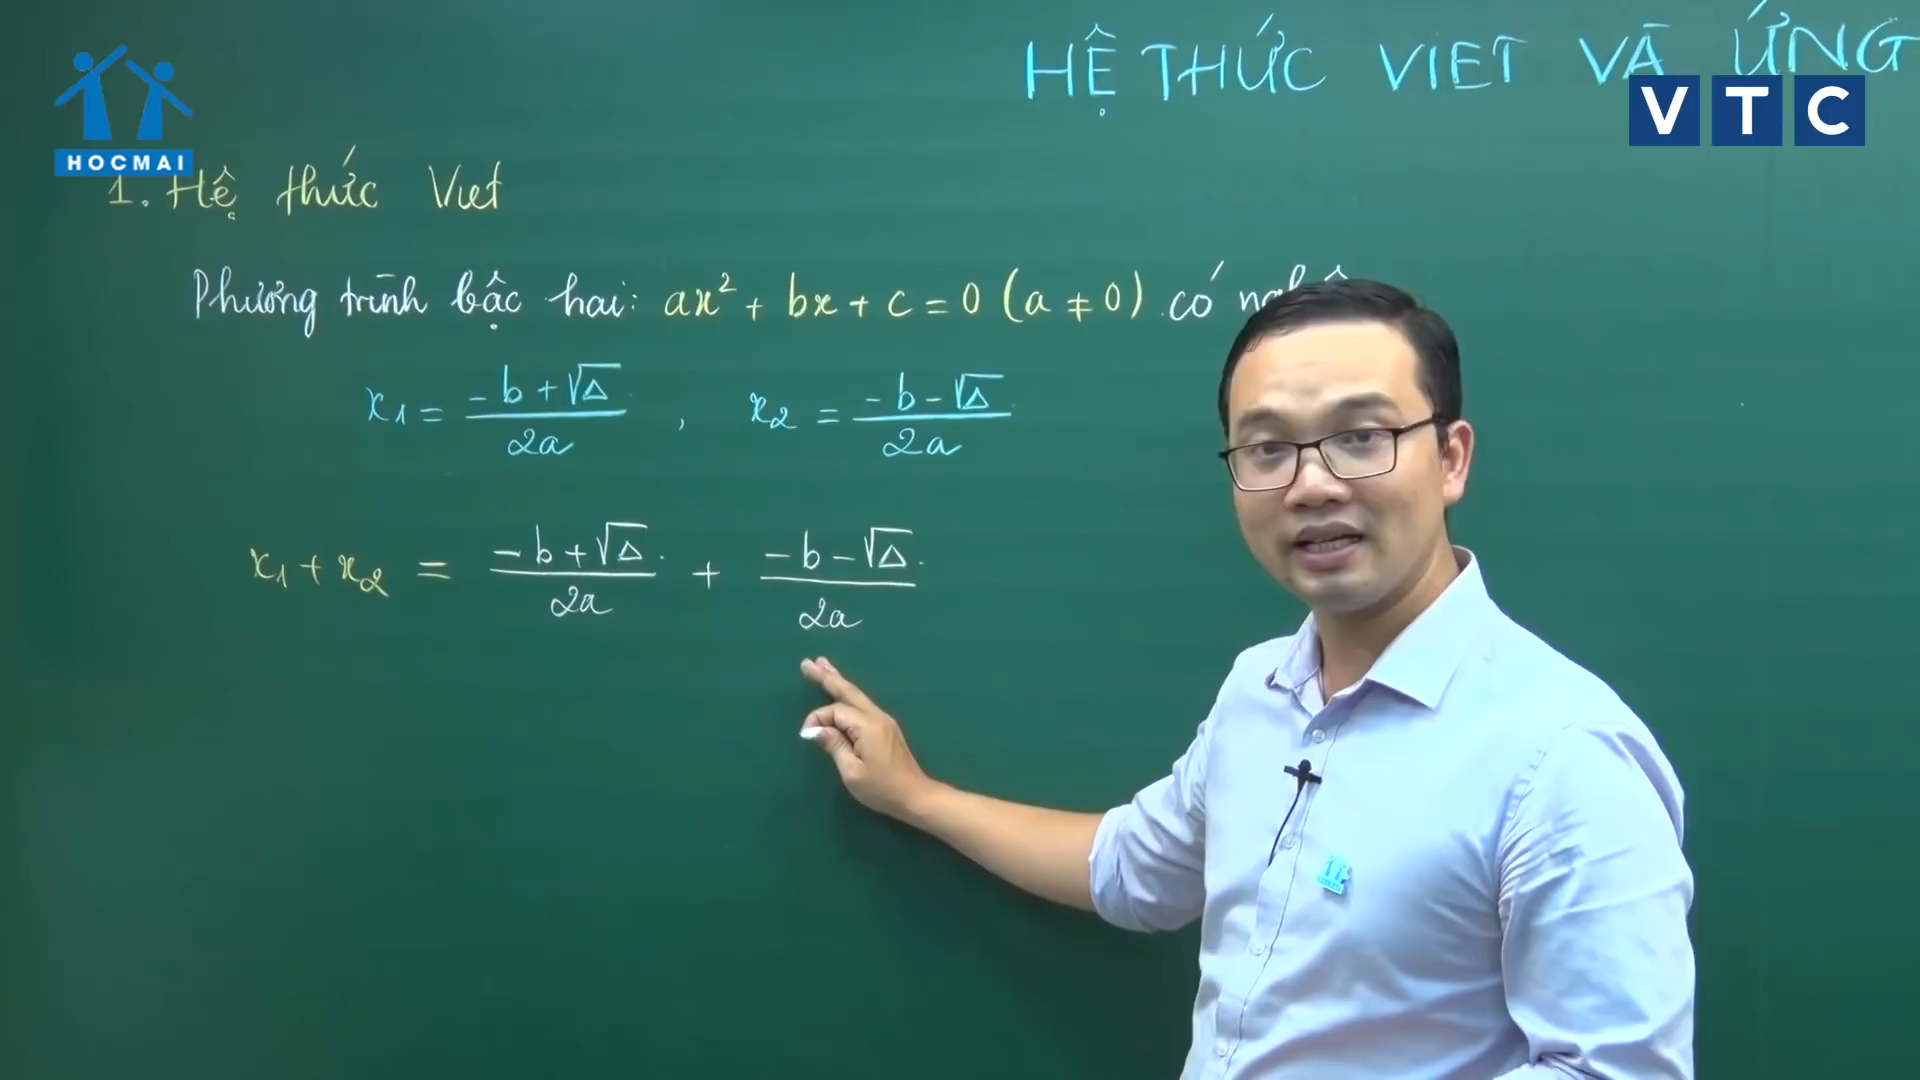 HỆ THỨC VIET VÀ ỨNG
VTC
HOCMAI
1. Hệ thức Viet
Phương trình bậc hai: ax² + bx + c = 0 (a ≠ 0) có
x₁ = (-b + √Δ) / 2a , x₂ = (-b - √Δ) / 2a
x₁ + x₂ = (-b + √Δ) / 2a + (-b - √Δ) / 2a